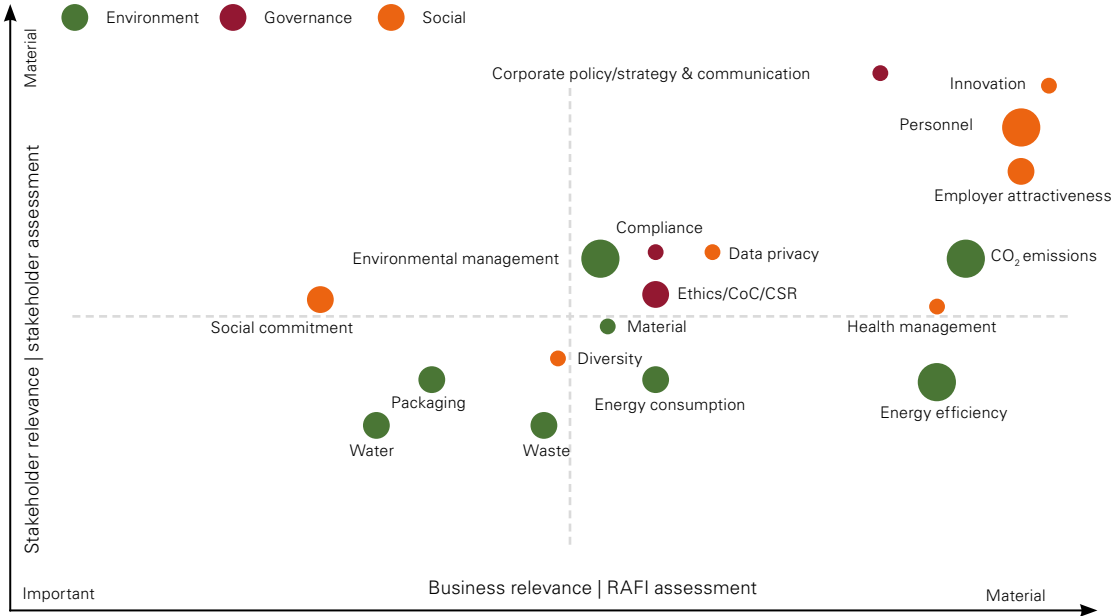 Environment
Governance
Social
Material
Stakeholder relevance | stakeholder assessment
Corporate policy/strategy & communication
Innovation
Personnel
Employer attractiveness
Compliance
Environmental management
Data privacy
CO₂ emissions
Ethics/CoC/CSR
Social commitment
Material
Health management
Diversity
Packaging
Energy consumption
Energy efficiency
Water
Waste
Important
Business relevance | RAFI assessment
Material